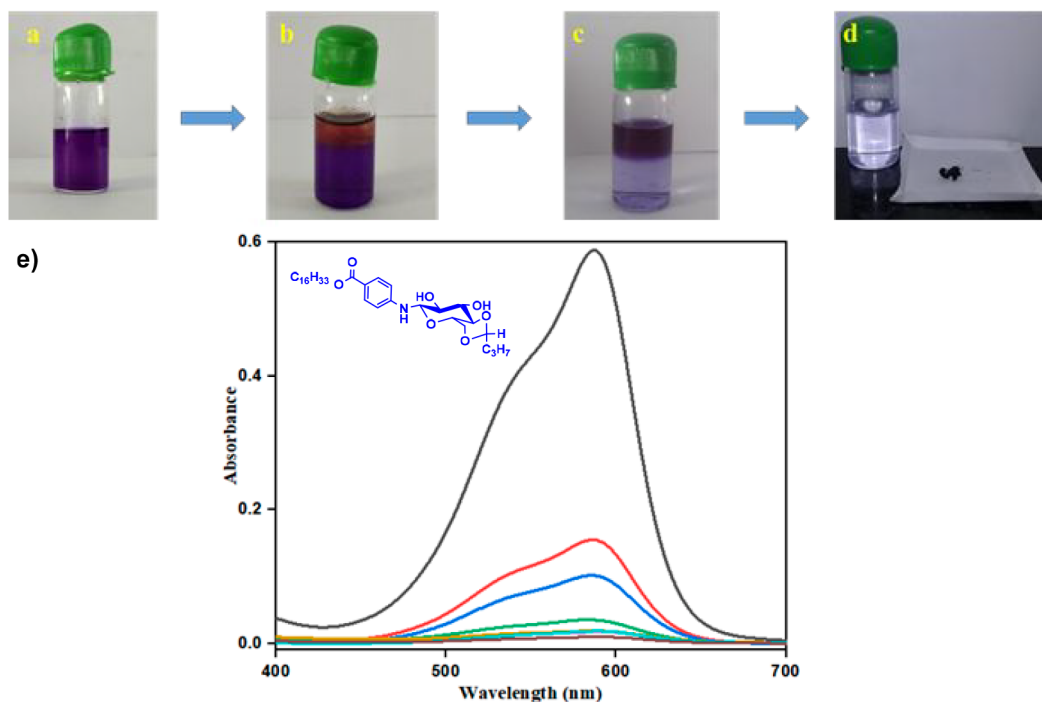 a
b
c
d
e)
0.6
0.4
0.2
0.0
Absorbance
C₁₆H₃₃
O
O
N
H
HO
OH
O
O
O
H
C₃H₇
400
500
600
700
Wavelength (nm)